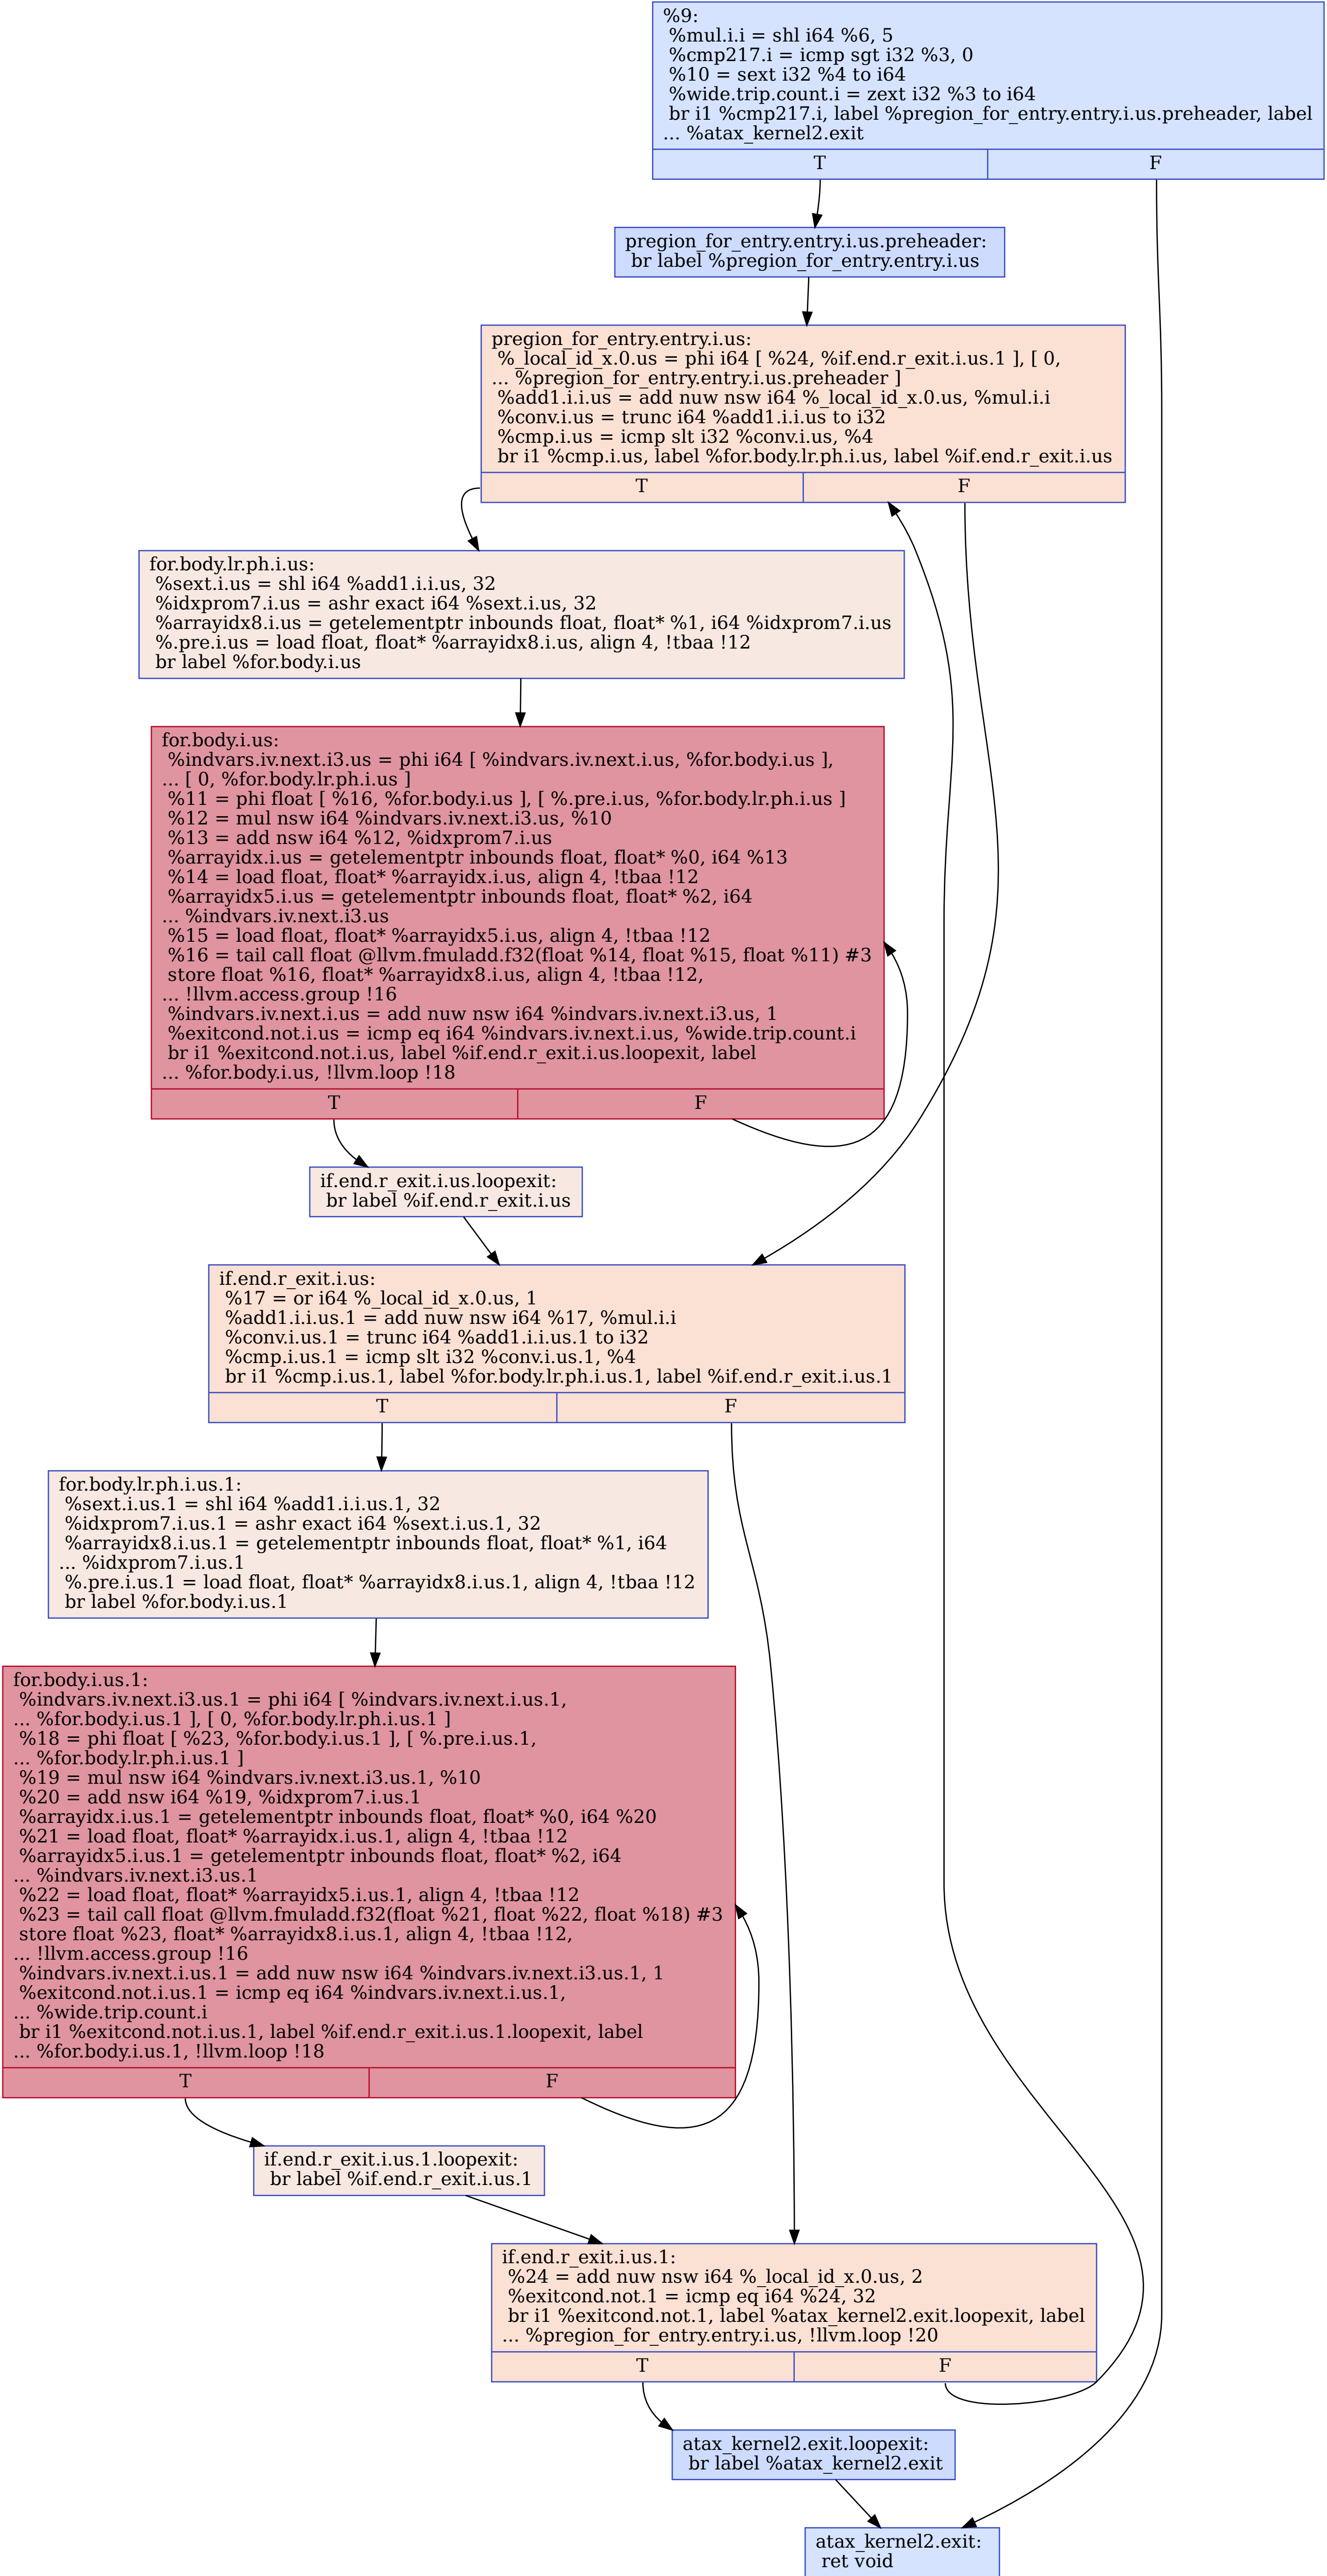 %9:
%mul.i.i = shl i64 %6, 5
%cmp217.i = icmp sgt i32 %3, 0
%10 = sext i32 %4 to i64
%wide.trip.count.i = zext i32 %3 to i64
br i1 %cmp217.i, label %pregion_for_entry.entry.i.us.preheader, label
... %atax_kernel2.exit
T F
pregion_for_entry.entry.i.us.preheader:
br label %pregion_for_entry.entry.i.us
pregion_for_entry.entry.i.us:
%_local_id_x.0.us = phi i64 [ %24, %if.end.r_exit.i.us.1 ], [ 0,
... %pregion_for_entry.entry.i.us.preheader ]
%add1.i.i.us = add nuw nsw i64 %_local_id_x.0.us, %mul.i.i
%conv.i.us = trunc i64 %add1.i.i.us to i32
%cmp.i.us = icmp slt i32 %conv.i.us, %4
br i1 %cmp.i.us, label %for.body.lr.ph.i.us, label %if.end.r_exit.i.us
T F
for.body.lr.ph.i.us:
%sext.i.us = shl i64 %add1.i.i.us, 32
%idxprom7.i.us = ashr exact i64 %sext.i.us, 32
%arrayidx8.i.us = getelementptr inbounds float, float* %1, i64 %idxprom7.i.us
%.pre.i.us = load float, float* %arrayidx8.i.us, align 4, !tbaa !12
br label %for.body.i.us
for.body.i.us:
%indvars.iv.next.i3.us = phi i64 [ %indvars.iv.next.i.us, %for.body.i.us ],
... [ 0, %for.body.lr.ph.i.us ]
%11 = phi float [ %16, %for.body.i.us ], [ %.pre.i.us, %for.body.lr.ph.i.us ]
%12 = mul nsw i64 %indvars.iv.next.i3.us, %10
%13 = add nsw i64 %12, %idxprom7.i.us
%arrayidx.i.us = getelementptr inbounds float, float* %0, i64 %13
%14 = load float, float* %arrayidx.i.us, align 4, !tbaa !12
%arrayidx5.i.us = getelementptr inbounds float, float* %2, i64
... %indvars.iv.next.i3.us
%15 = load float, float* %arrayidx5.i.us, align 4, !tbaa !12
%16 = tail call float @llvm.fmuladd.f32(float %14, float %15, float %11) #3
store float %16, float* %arrayidx8.i.us, align 4, !tbaa !12,
... !llvm.access.group !16
%indvars.iv.next.i.us = add nuw nsw i64 %indvars.iv.next.i3.us, 1
%exitcond.not.i.us = icmp eq i64 %indvars.iv.next.i.us, %wide.trip.count.i
br i1 %exitcond.not.i.us, label %if.end.r_exit.i.us.loopexit, label
... %for.body.i.us, !llvm.loop !18
T F
if.end.r_exit.i.us.loopexit:
br label %if.end.r_exit.i.us
if.end.r_exit.i.us:
%17 = or i64 %_local_id_x.0.us, 1
%add1.i.i.us.1 = add nuw nsw i64 %17, %mul.i.i
%conv.i.us.1 = trunc i64 %add1.i.i.us.1 to i32
%cmp.i.us.1 = icmp slt i32 %conv.i.us.1, %4
br i1 %cmp.i.us.1, label %for.body.lr.ph.i.us.1, label %if.end.r_exit.i.us.1
T F
for.body.lr.ph.i.us.1:
%sext.i.us.1 = shl i64 %add1.i.i.us.1, 32
%idxprom7.i.us.1 = ashr exact i64 %sext.i.us.1, 32
%arrayidx8.i.us.1 = getelementptr inbounds float, float* %1, i64
... %idxprom7.i.us.1
%.pre.i.us.1 = load float, float* %arrayidx8.i.us.1, align 4, !tbaa !12
br label %for.body.i.us.1
for.body.i.us.1:
%indvars.iv.next.i3.us.1 = phi i64 [ %indvars.iv.next.i.us.1,
... %for.body.i.us.1 ], [ 0, %for.body.lr.ph.i.us.1 ]
%18 = phi float [ %23, %for.body.i.us.1 ], [ %.pre.i.us.1,
... %for.body.lr.ph.i.us.1 ]
%19 = mul nsw i64 %indvars.iv.next.i3.us.1, %10
%20 = add nsw i64 %19, %idxprom7.i.us.1
%arrayidx.i.us.1 = getelementptr inbounds float, float* %0, i64 %20
%21 = load float, float* %arrayidx.i.us.1, align 4, !tbaa !12
%arrayidx5.i.us.1 = getelementptr inbounds float, float* %2, i64
... %indvars.iv.next.i3.us.1
%22 = load float, float* %arrayidx5.i.us.1, align 4, !tbaa !12
%23 = tail call float @llvm.fmuladd.f32(float %21, float %22, float %18) #3
store float %23, float* %arrayidx8.i.us.1, align 4, !tbaa !12,
... !llvm.access.group !16
%indvars.iv.next.i.us.1 = add nuw nsw i64 %indvars.iv.next.i3.us.1, 1
%exitcond.not.i.us.1 = icmp eq i64 %indvars.iv.next.i.us.1,
... %wide.trip.count.i
br i1 %exitcond.not.i.us.1, label %if.end.r_exit.i.us.1.loopexit, label
... %for.body.i.us.1, !llvm.loop !18
T F
if.end.r_exit.i.us.1.loopexit:
br label %if.end.r_exit.i.us.1
if.end.r_exit.i.us.1:
%24 = add nuw nsw i64 %_local_id_x.0.us, 2
%exitcond.not.1 = icmp eq i64 %24, 32
br i1 %exitcond.not.1, label %atax_kernel2.exit.loopexit, label
... %pregion_for_entry.entry.i.us, !llvm.loop !20
T F
atax_kernel2.exit.loopexit:
br label %atax_kernel2.exit
atax_kernel2.exit:
ret void